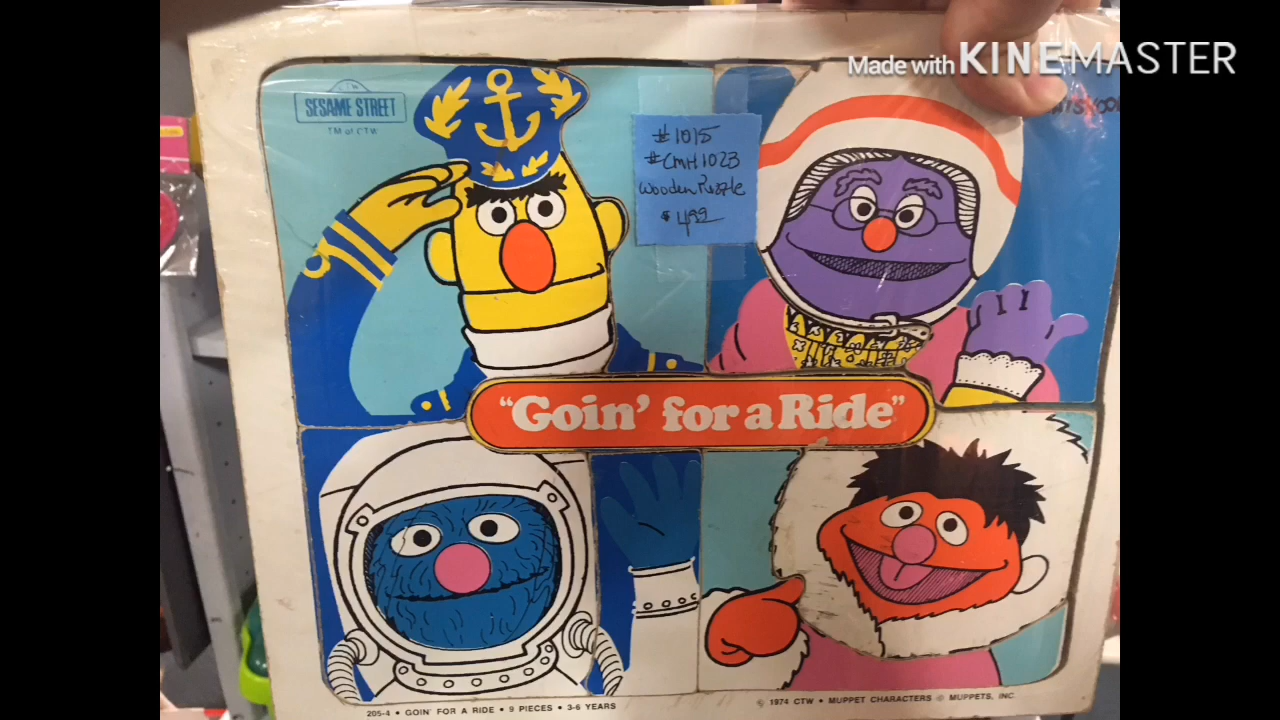 Made with KINEMASTER
CTW
SESAME STREET
TM of CTW
#1015
#CMH1023
Wooden Puzzle
$4.99
"Goin' for a Ride"
205-4 • GOIN' FOR A RIDE • 9 PIECES • 3-6 YEARS
© 1974 CTW • MUPPET CHARACTERS © MUPPETS, INC.